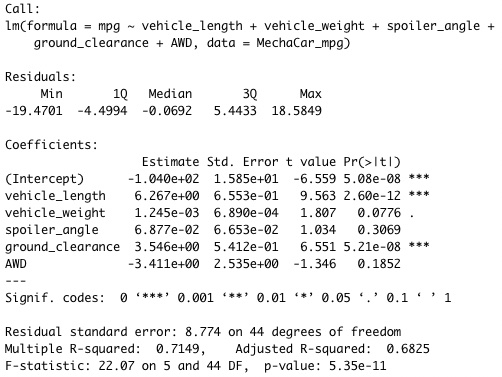 Call:
lm(formula = mpg ~ vehicle_length + vehicle_weight + spoiler_angle +
    ground_clearance + AWD, data = MechaCar_mpg)

Residuals:
     Min       1Q   Median       3Q      Max
-19.4701  -4.4994  -0.0692   5.4433  18.5849

Coefficients:
                   Estimate Std. Error t value Pr(>|t|)
(Intercept)      -1.040e+02  1.585e+01  -6.559 5.08e-08 ***
vehicle_length    6.267e+00  6.553e-01   9.563 2.60e-12 ***
vehicle_weight    1.245e-03  6.890e-04   1.807   0.0776 .
spoiler_angle     6.877e-02  6.653e-02   1.034   0.3069
ground_clearance  3.546e+00  5.412e-01   6.551 5.21e-08 ***
AWD              -3.411e+00  2.535e+00  -1.346   0.1852
---
Signif. codes:  0 ‘***’ 0.001 ‘**’ 0.01 ‘*’ 0.05 ‘.’ 0.1 ‘ ’ 1

Residual standard error: 8.774 on 44 degrees of freedom
Multiple R-squared:  0.7149,    Adjusted R-squared:  0.6825
F-statistic: 22.07 on 5 and 44 DF,  p-value: 5.35e-11